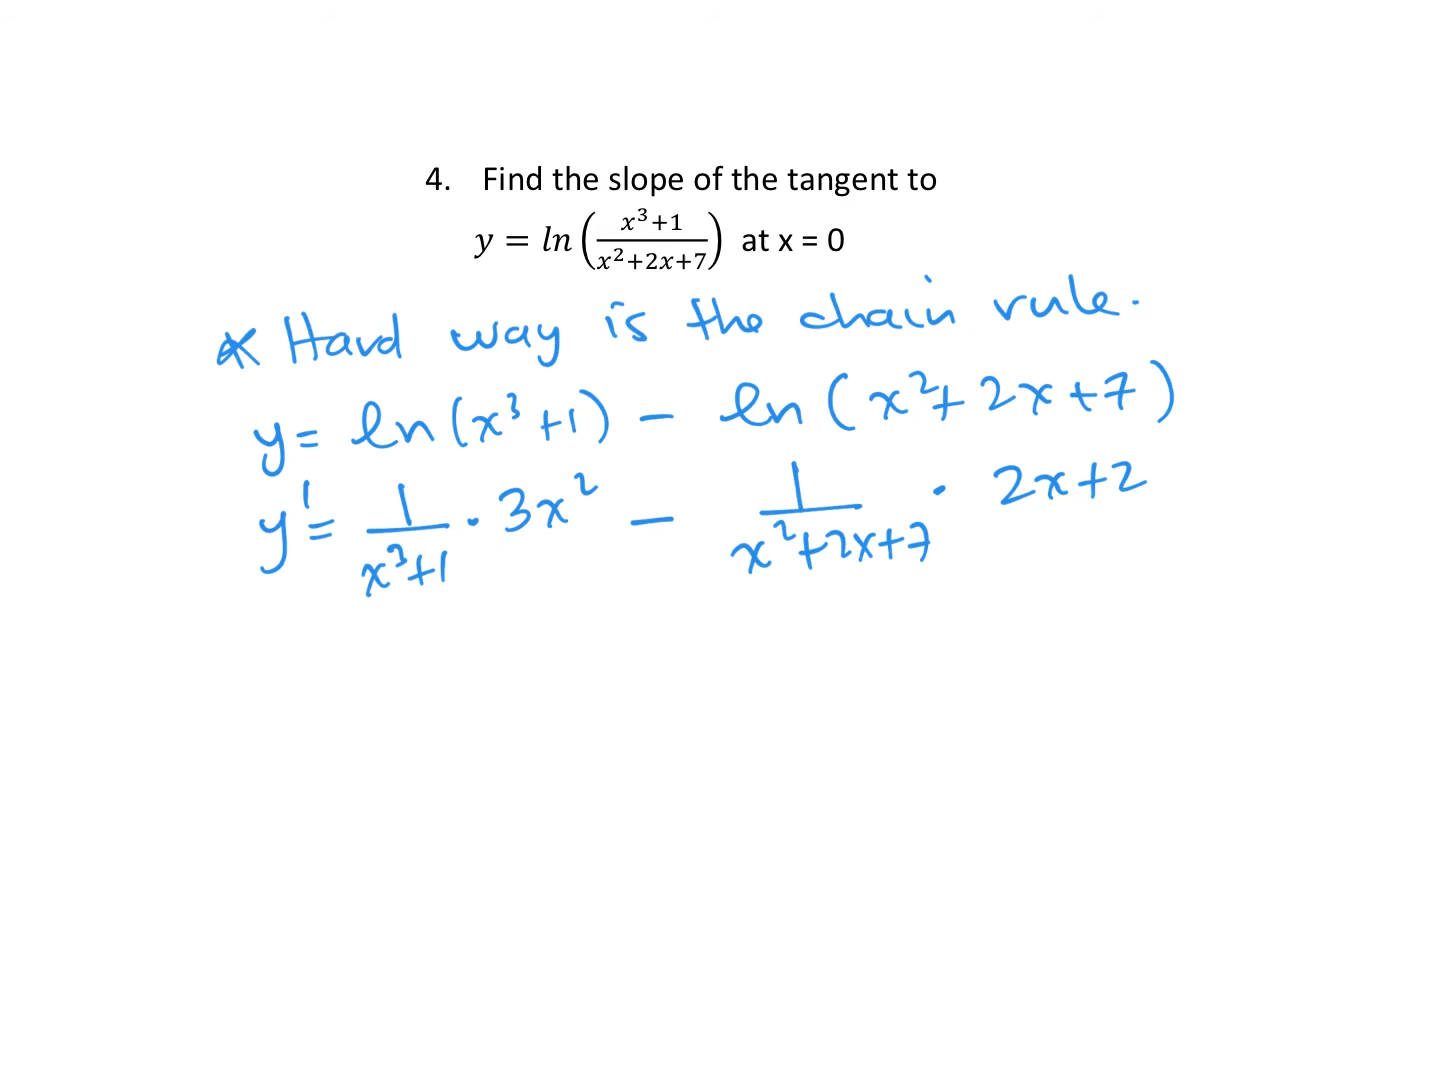 4. Find the slope of the tangent to
y = ln((x³+1)/(x²+2x+7)) at x = 0
* Hard way is the chain rule.
y = ln(x³+1) − ln(x²+2x+7)
y' = 1/(x³+1) · 3x² − 1/(x²+2x+7) · 2x+2